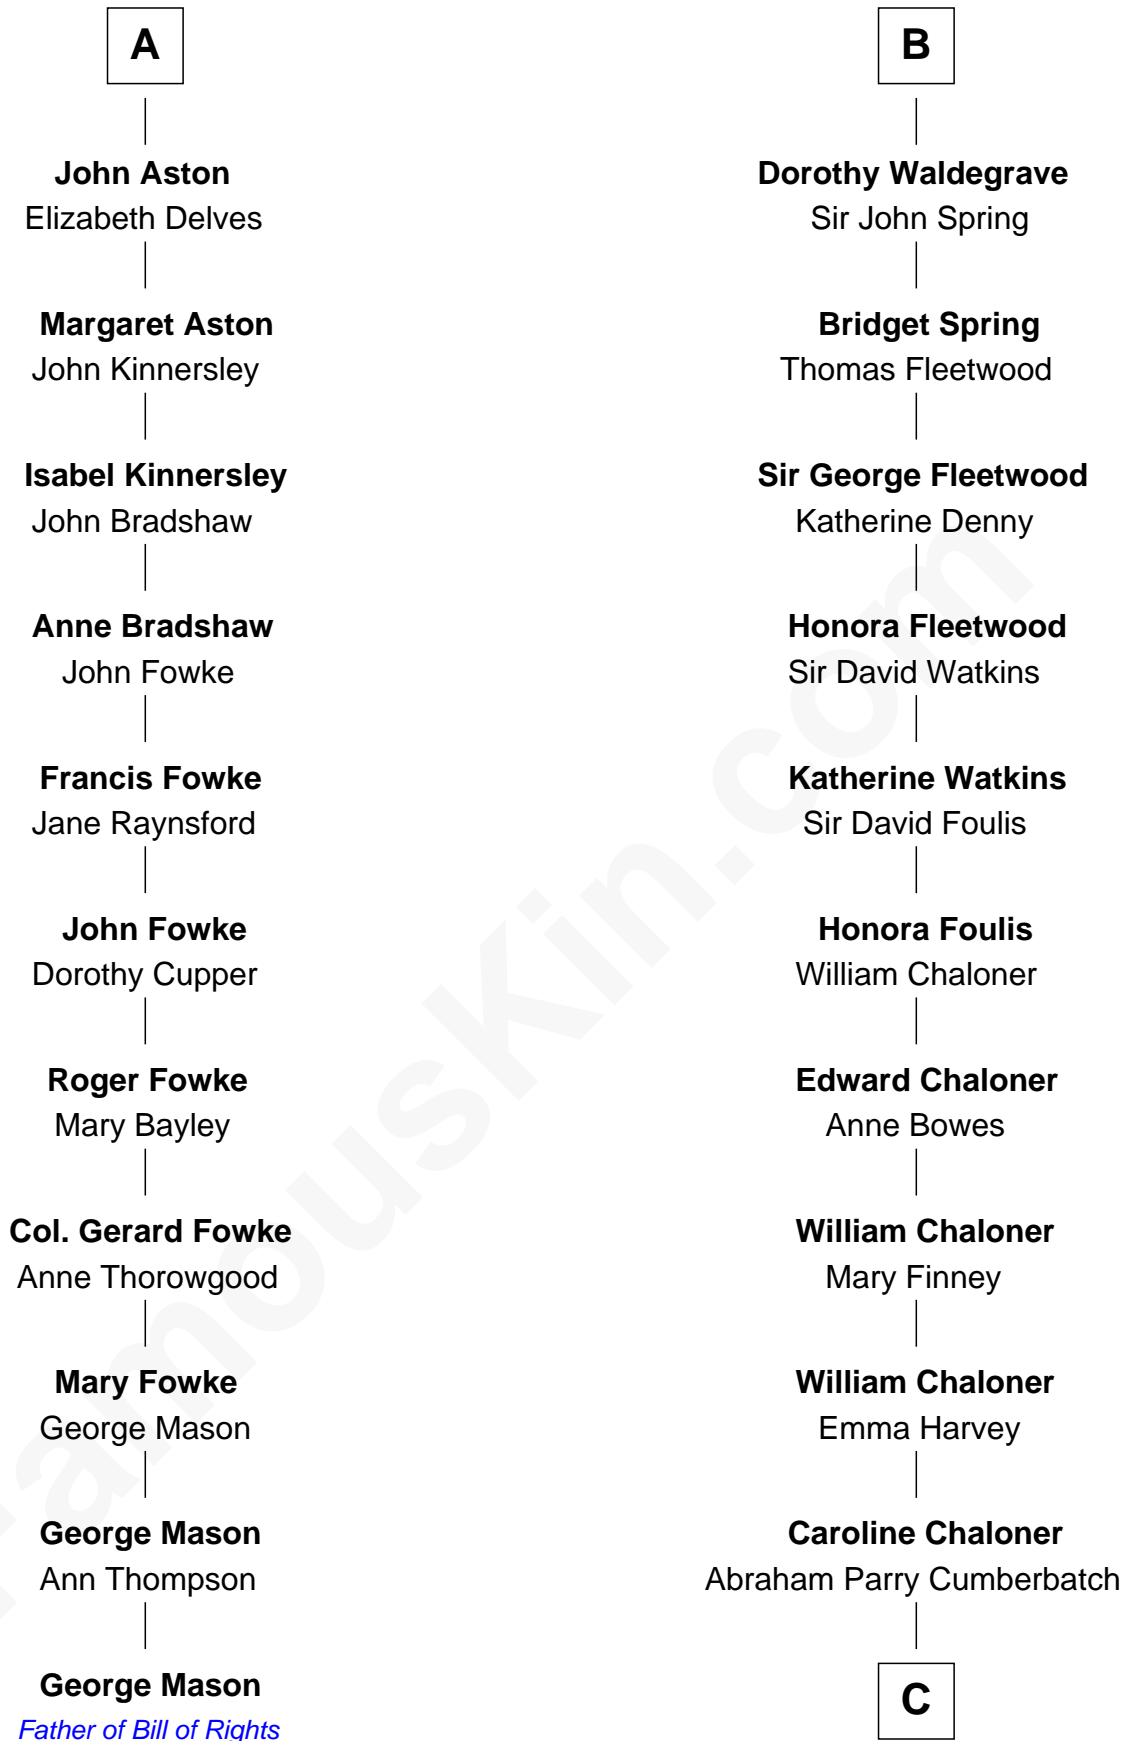 A
John Aston
Elizabeth Delves
Margaret Aston
John Kinnersley
Isabel Kinnersley
John Bradshaw
Anne Bradshaw
John Fowke
Francis Fowke
Jane Raynsford
John Fowke
Dorothy Cupper
Roger Fowke
Mary Bayley
Col. Gerard Fowke
Anne Thorowgood
Mary Fowke
George Mason
George Mason
Ann Thompson
George Mason
Father of Bill of Rights
B
Dorothy Waldegrave
Sir John Spring
Bridget Spring
Thomas Fleetwood
Sir George Fleetwood
Katherine Denny
Honora Fleetwood
Sir David Watkins
Katherine Watkins
Sir David Foulis
Honora Foulis
William Chaloner
Edward Chaloner
Anne Bowes
William Chaloner
Mary Finney
William Chaloner
Emma Harvey
Caroline Chaloner
Abraham Parry Cumberbatch
C
FamousKin.com